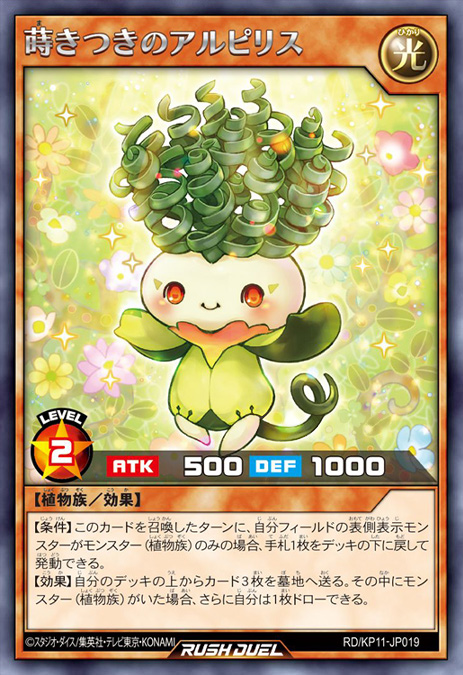 蒔きつきのアルピリス
光
LEVEL
2
ATK 500 DEF 1000
【植物族／効果】
【条件】このカードを召喚したターンに、自分フィールドの表側表示モン
スターがモンスター（植物族）のみの場合、手札1枚をデッキの下に戻して
発動できる。
【効果】自分のデッキの上からカード3枚を墓地へ送る。その中にモン
スター（植物族）がいた場合、さらに自分は1枚ドローできる。
©スタジオ・ダイス/集英社・テレビ東京・KONAMI
RUSH DUEL
RD/KP11-JP019